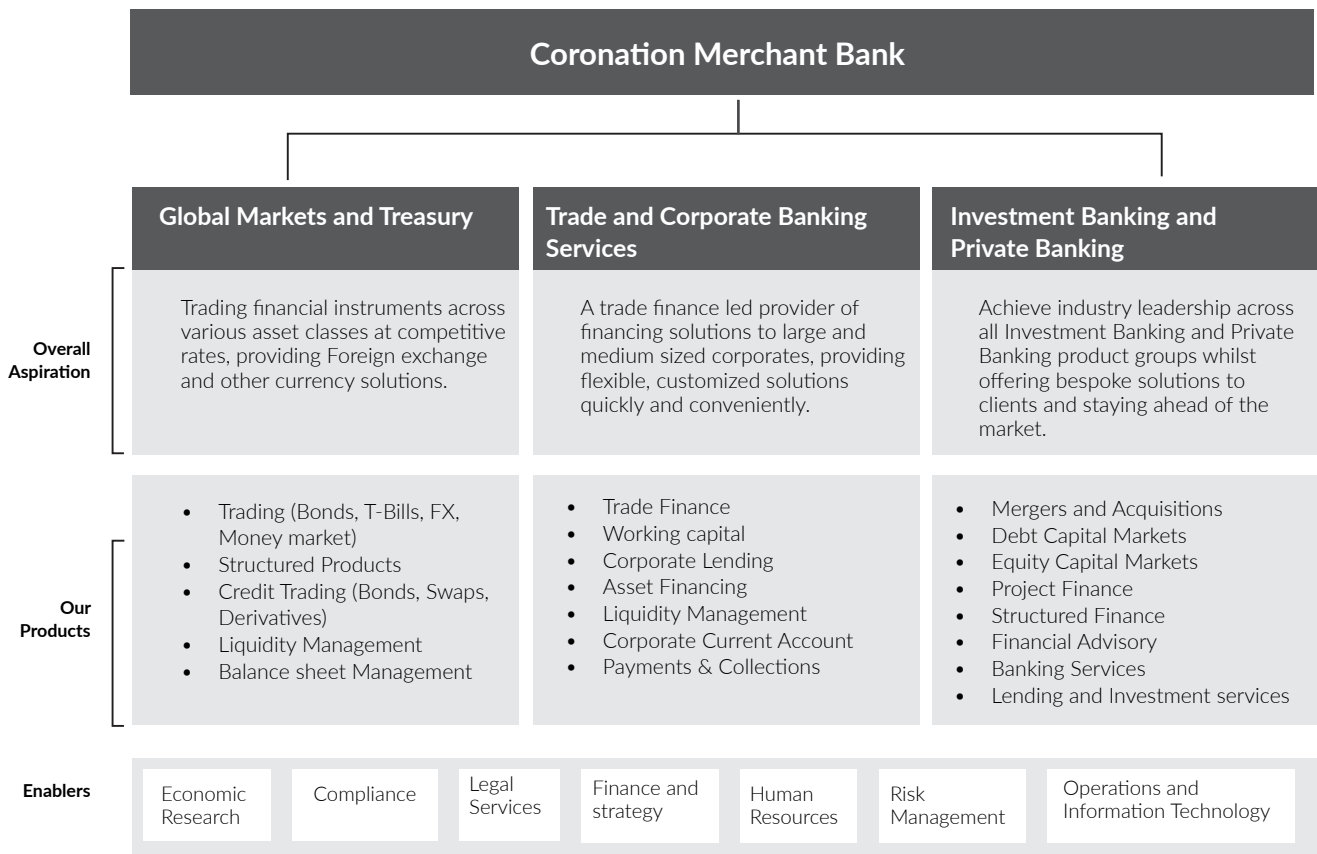 Coronation Merchant Bank
Global Markets and Treasury
Trade and Corporate Banking
Services
Investment Banking and
Private Banking
Overall
Aspiration
Trading financial instruments across
various asset classes at competitive
rates, providing Foreign exchange
and other currency solutions.
A trade finance led provider of
financing solutions to large and
medium sized corporates, providing
flexible, customized solutions
quickly and conveniently.
Achieve industry leadership across
all Investment Banking and Private
Banking product groups whilst
offering bespoke solutions to
clients and staying ahead of the
market.
Our
Products
• Trading (Bonds, T-Bills, FX,
Money market)
• Structured Products
• Credit Trading (Bonds, Swaps,
Derivatives)
• Liquidity Management
• Balance sheet Management
• Trade Finance
• Working capital
• Corporate Lending
• Asset Financing
• Liquidity Management
• Corporate Current Account
• Payments & Collections
• Mergers and Acquisitions
• Debt Capital Markets
• Equity Capital Markets
• Project Finance
• Structured Finance
• Financial Advisory
• Banking Services
• Lending and Investment services
Enablers
Economic
Research
Compliance
Legal
Services
Finance and
strategy
Human
Resources
Risk
Management
Operations and
Information Technology